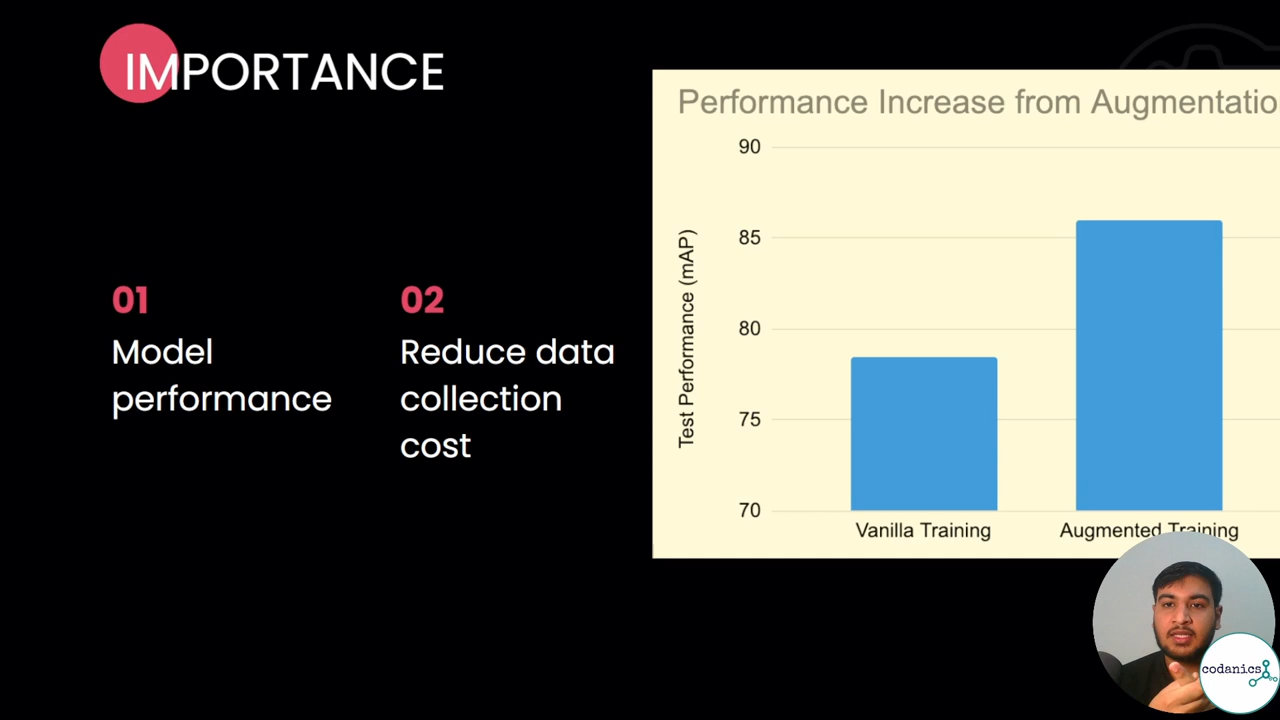 IMPORTANCE
01
Model
performance
02
Reduce data
collection
cost
Performance Increase from Augmentatio
90
85
80
75
70
Test Performance (mAP)
Vanilla Training
Augmented Training
codanics